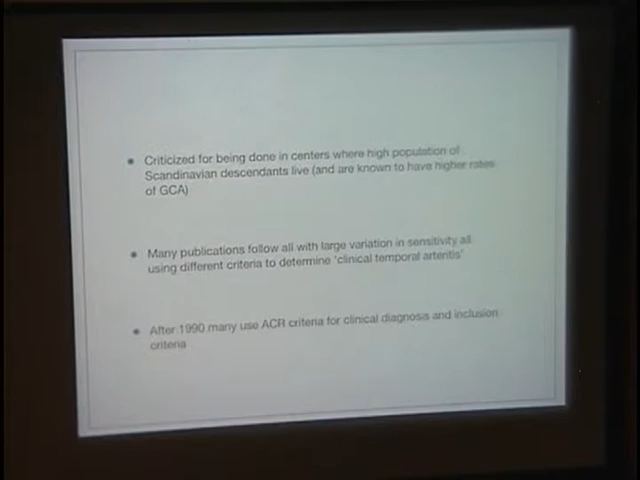 Criticized for being done in centers where high population of
Scandinavian descendants live (and are known to have higher rates
of GCA)
Many publications follow all with large variation in sensitivity all
using different criteria to determine 'clinical temporal arteritis'
After 1990 many use ACR criteria for clinical diagnosis and inclusion
criteria